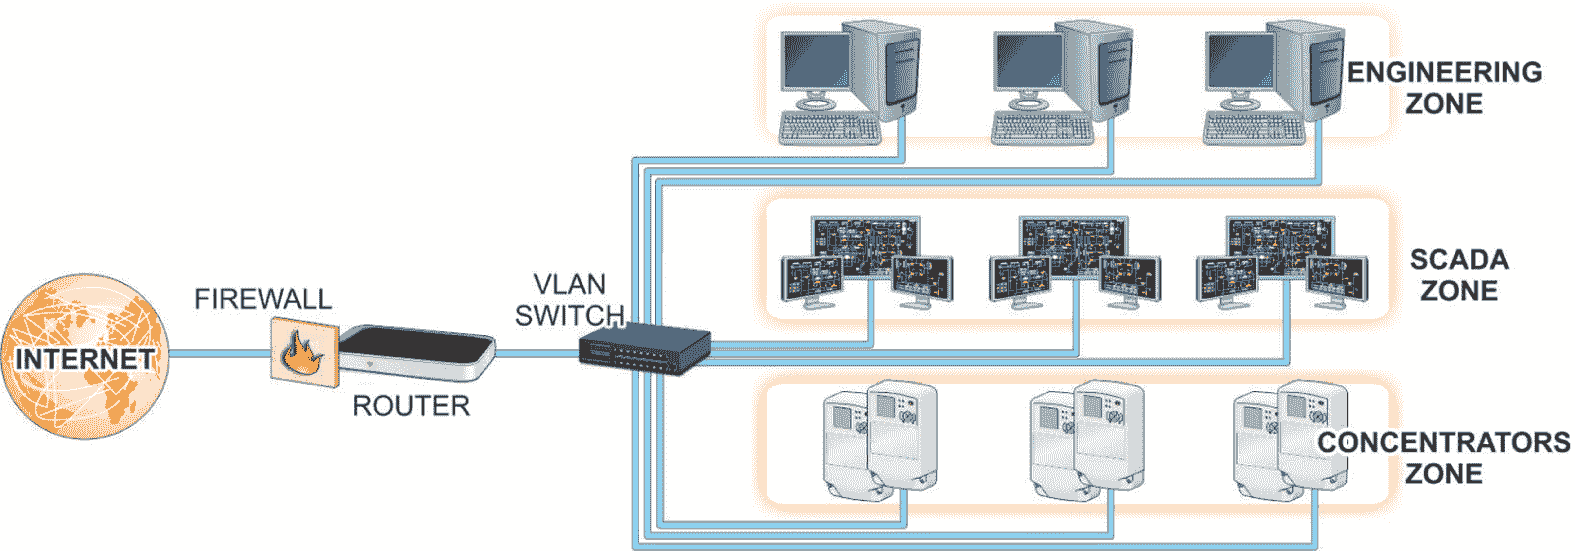 ENGINEERING
ZONE
SCADA
ZONE
VLAN
SWITCH
FIREWALL
INTERNET
ROUTER
CONCENTRATORS
ZONE